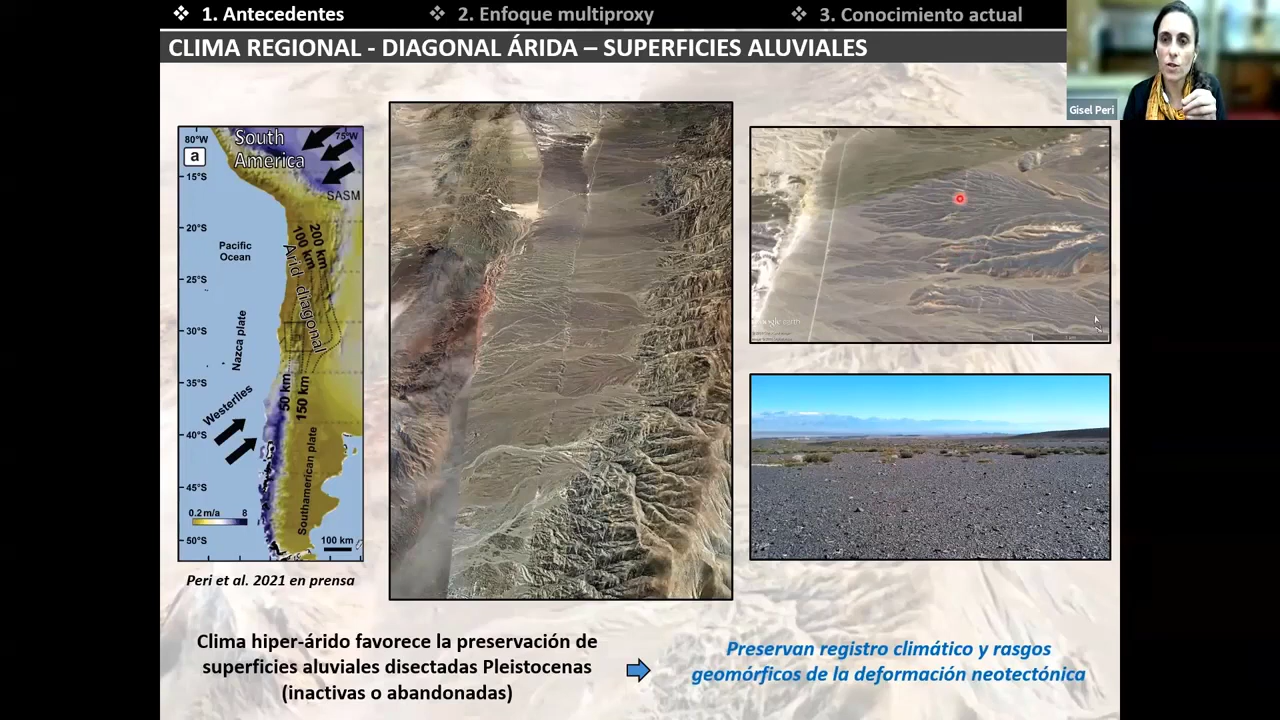 ❖ 1. Antecedentes
❖ 2. Enfoque multiproxy
❖ 3. Conocimiento actual
CLIMA REGIONAL - DIAGONAL ÁRIDA – SUPERFICIES ALUVIALES
Gisel Peri
80°W
75°W
South
America
a
15°S
SASM
20°S
200 km
100 km
Pacific
Ocean
Arid diagonal
25°S
30°S
Nazca plate
35°S
50 km
150 km
Westerlies
40°S
Southamerican plate
45°S
0.2 m/a 8
50°S
100 km
Peri et al. 2021 en prensa
Google earth
Clima hiper-árido favorece la preservación de
superficies aluviales disectadas Pleistocenas
(inactivas o abandonadas)
Preservan registro climático y rasgos
geomórficos de la deformación neotectónica